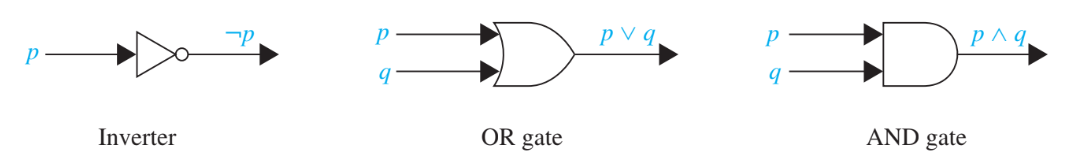 p ¬p
Inverter
p
q
p ∨ q
OR gate
p
q
p ∧ q
AND gate